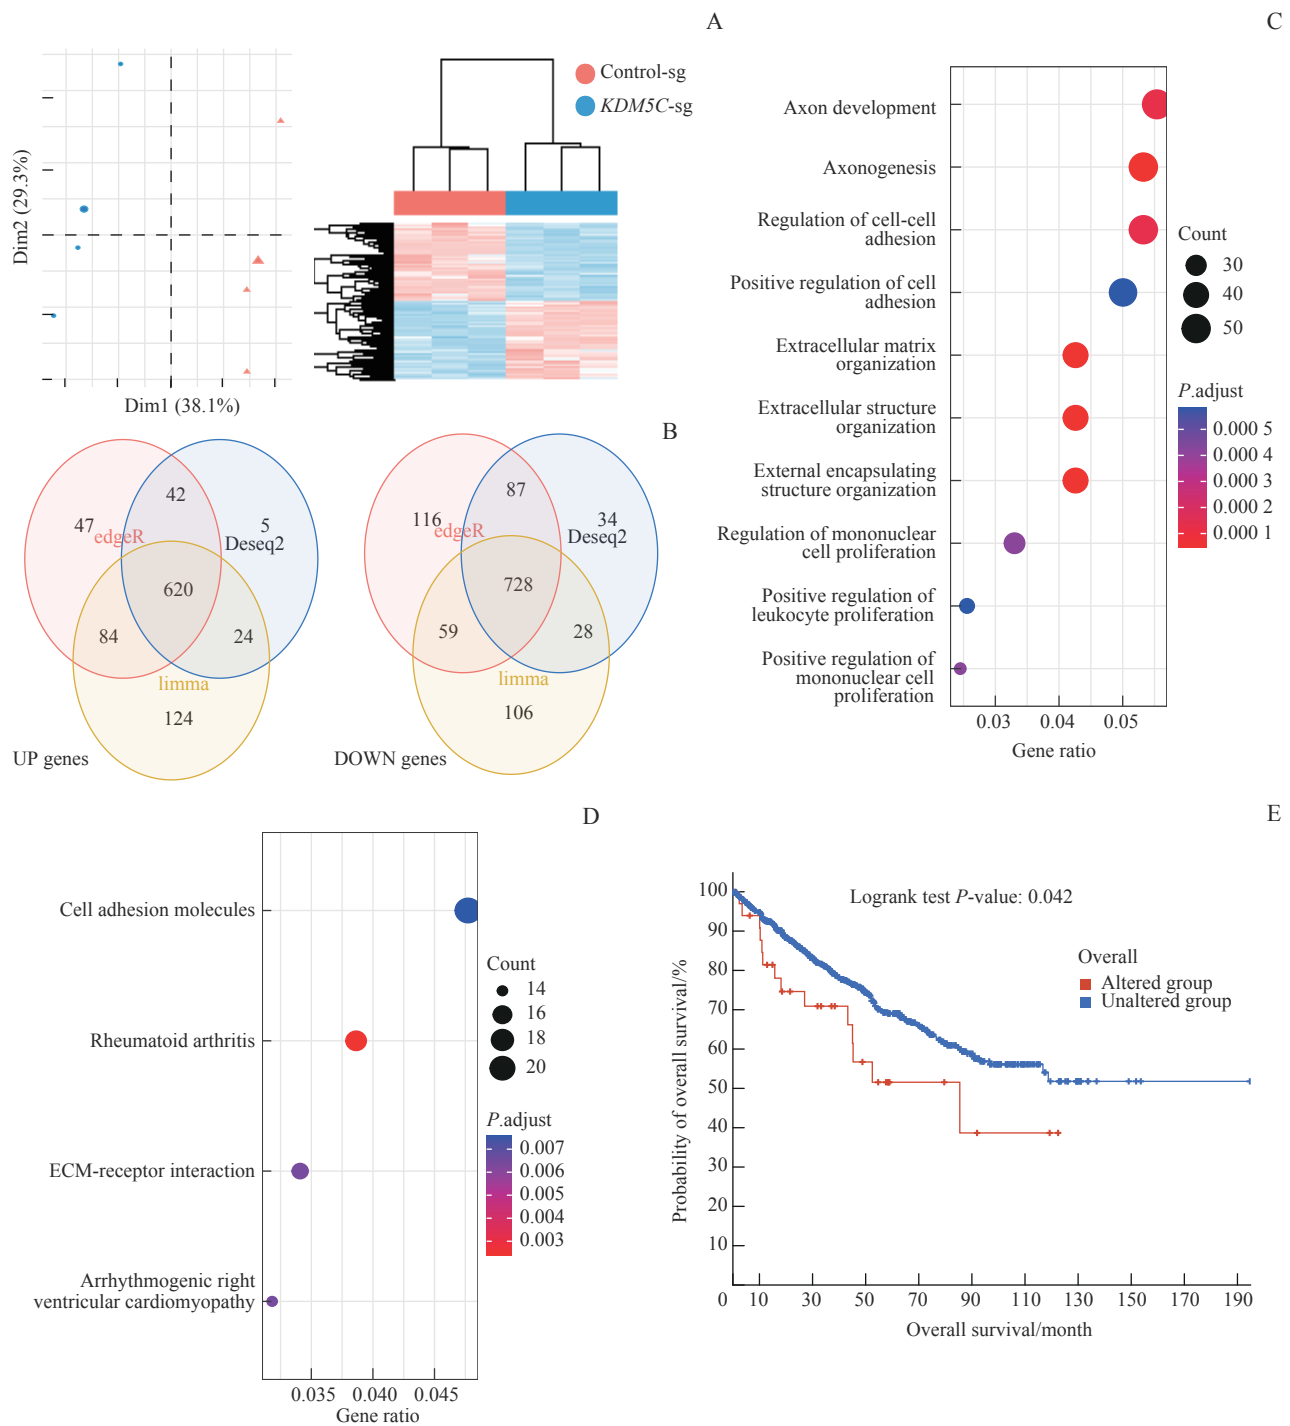 A
Control-sg
KDM5C-sg
Dim2 (29.3%)
Dim1 (38.1%)
B
42
47
5
edgeR
Deseq2
620
84
24
limma
124
UP genes
87
116
34
edgeR
Deseq2
728
59
28
limma
106
DOWN genes
C
Axon development
Axonogenesis
Regulation of cell-cell
adhesion
Positive regulation of cell
adhesion
Extracellular matrix
organization
Extracellular structure
organization
External encapsulating
structure organization
Regulation of mononuclear
cell proliferation
Positive regulation of
leukocyte proliferation
Positive regulation of
mononuclear cell
proliferation
0.03 0.04 0.05
Gene ratio
Count
30
40
50
P.adjust
0.000 5
0.000 4
0.000 3
0.000 2
0.000 1
D
Cell adhesion molecules
Rheumatoid arthritis
ECM-receptor interaction
Arrhythmogenic right
ventricular cardiomyopathy
0.035 0.040 0.045
Gene ratio
Count
14
16
18
20
P.adjust
0.007
0.006
0.005
0.004
0.003
E
Logrank test P-value: 0.042
Overall
Altered group
Unaltered group
Probability of overall survival/%
100
90
80
70
60
50
40
30
20
10
0 10 30 50 70 90 110 130 150 170 190
Overall survival/month